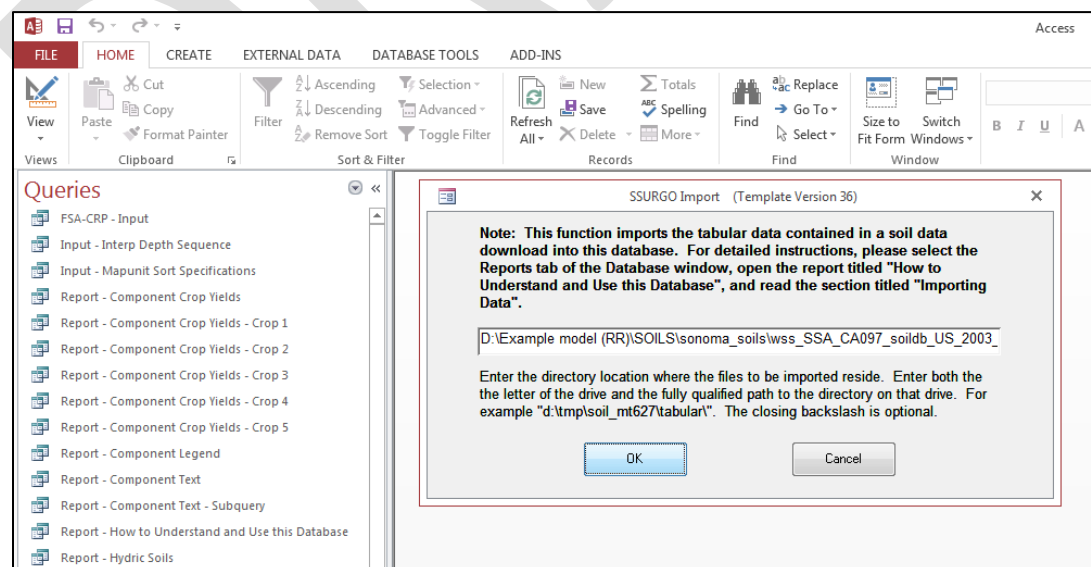 Access
FILE HOME CREATE EXTERNAL DATA DATABASE TOOLS ADD-INS
View
Paste
Cut
Copy
Format Painter
Filter
Ascending
Descending
Remove Sort
Selection
Advanced
Toggle Filter
Refresh
All
New
Save
Delete
Totals
Spelling
More
Find
Replace
Go To
Select
Size to
Fit Form
Switch
Windows
B I U A
Views Clipboard Sort & Filter Records Find Window
Queries
FSA-CRP - Input
Input - Interp Depth Sequence
Input - Mapunit Sort Specifications
Report - Component Crop Yields
Report - Component Crop Yields - Crop 1
Report - Component Crop Yields - Crop 2
Report - Component Crop Yields - Crop 3
Report - Component Crop Yields - Crop 4
Report - Component Crop Yields - Crop 5
Report - Component Legend
Report - Component Text
Report - Component Text - Subquery
Report - How to Understand and Use this Database
Report - Hydric Soils
SSURGO Import (Template Version 36)
Note: This function imports the tabular data contained in a soil data
download into this database. For detailed instructions, please select the
Reports tab of the Database window, open the report titled "How to
Understand and Use this Database", and read the section titled "Importing
Data".
D:\Example model (RR)\SOILS\sonoma_soils\wss_SSA_CA097_soildb_US_2003_
Enter the directory location where the files to be imported reside. Enter both the
the letter of the drive and the fully qualified path to the directory on that drive. For
example "d:\tmp\soil_mt627\tabular\". The closing backslash is optional.
OK Cancel